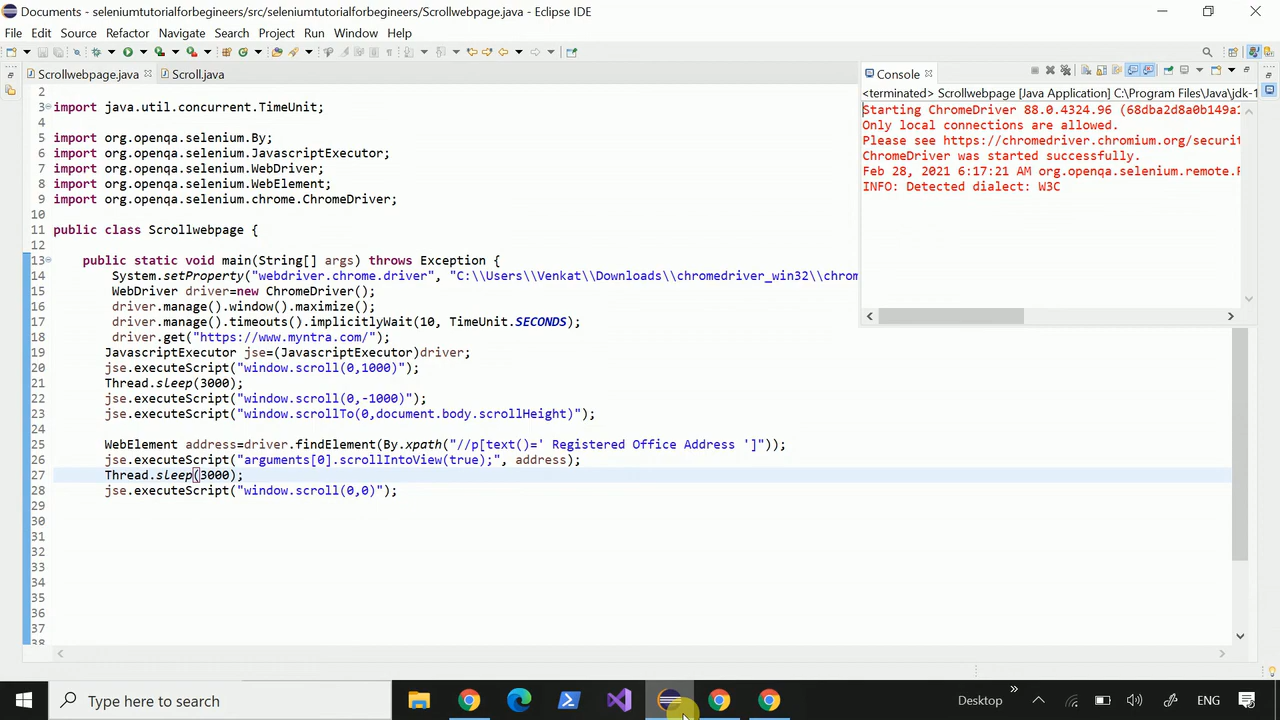 Documents - seleniumtutorialforbegineers/src/seleniumtutorialforbegineers/Scrollwebpage.java - Eclipse IDE
File Edit Source Refactor Navigate Search Project Run Window Help
Scrollwebpage.java Scroll.java
2
3 import java.util.concurrent.TimeUnit;
5 import org.openqa.selenium.By;
6 import org.openqa.selenium.JavascriptExecutor;
7 import org.openqa.selenium.WebDriver;
8 import org.openqa.selenium.WebElement;
9 import org.openqa.selenium.chrome.ChromeDriver;
10
11 public class Scrollwebpage {
12
13 public static void main(String[] args) throws Exception {
14 System.setProperty("webdriver.chrome.driver", "C:\\Users\\Venkat\\Downloads\\chromedriver_win32\\chrom
15 WebDriver driver=new ChromeDriver();
16 driver.manage().window().maximize();
17 driver.manage().timeouts().implicitlyWait(10, TimeUnit.SECONDS);
18 driver.get("https://www.myntra.com/");
19 JavascriptExecutor jse=(JavascriptExecutor)driver;
20 jse.executeScript("window.scroll(0,1000)");
21 Thread.sleep(3000);
22 jse.executeScript("window.scroll(0,-1000)");
23 jse.executeScript("window.scrollTo(0,document.body.scrollHeight)");
24
25 WebElement address=driver.findElement(By.xpath("//p[text()=' Registered Office Address ']"));
26 jse.executeScript("arguments[0].scrollIntoView(true);", address);
27 Thread.sleep(3000);
28 jse.executeScript("window.scroll(0,0)");
29
30
31
32
33
34
35
36
37
38
Console
<terminated> Scrollwebpage [Java Application] C:\Program Files\Java\jdk-1
Starting ChromeDriver 88.0.4324.96 (68dba2d8a0b149a1
Only local connections are allowed.
Please see https://chromedriver.chromium.org/securit
ChromeDriver was started successfully.
Feb 28, 2021 6:17:21 AM org.openqa.selenium.remote.P
INFO: Detected dialect: W3C
Type here to search
Desktop
ENG